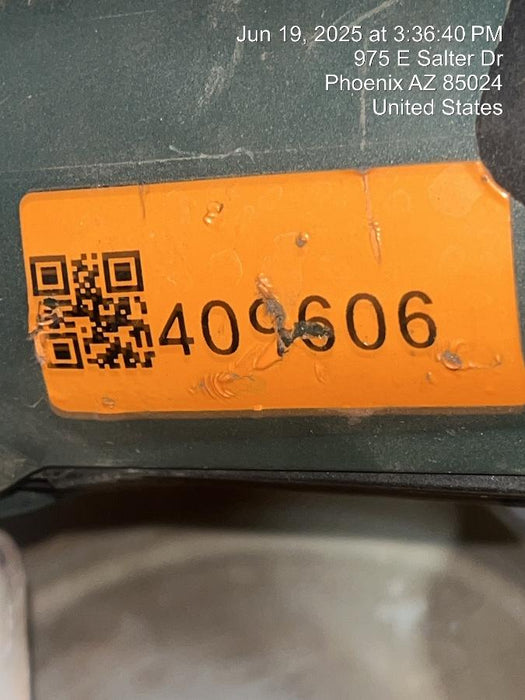 Jun 19, 2025 at 3:36:40 PM
975 E Salter Dr
Phoenix AZ 85024
United States
409606